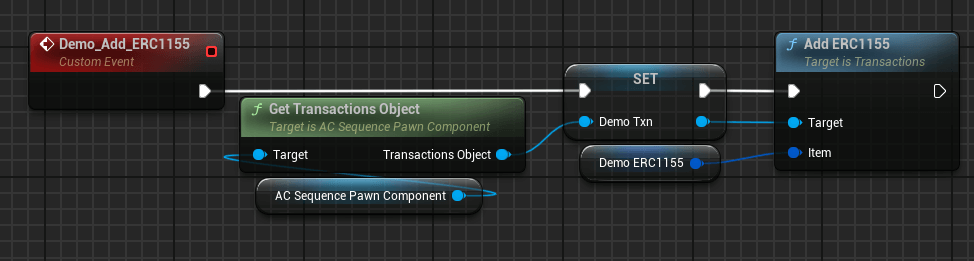 Demo_Add_ERC1155
Custom Event
Get Transactions Object
Target is AC Sequence Pawn Component
Target
Transactions Object
AC Sequence Pawn Component
SET
Demo Txn
Demo ERC1155
Add ERC1155
Target is Transactions
Target
Item